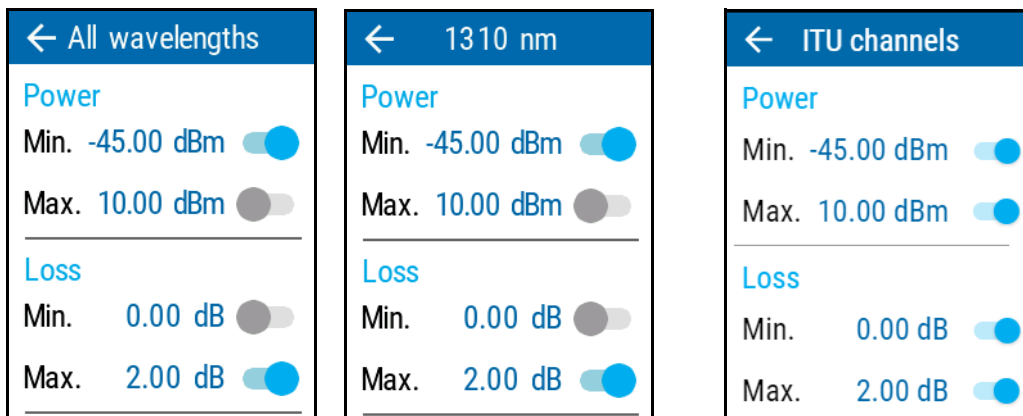 All wavelengths
Power
Min. -45.00 dBm
Max. 10.00 dBm
Loss
Min. 0.00 dB
Max. 2.00 dB
1310 nm
Power
Min. -45.00 dBm
Max. 10.00 dBm
Loss
Min. 0.00 dB
Max. 2.00 dB
ITU channels
Power
Min. -45.00 dBm
Max. 10.00 dBm
Loss
Min. 0.00 dB
Max. 2.00 dB